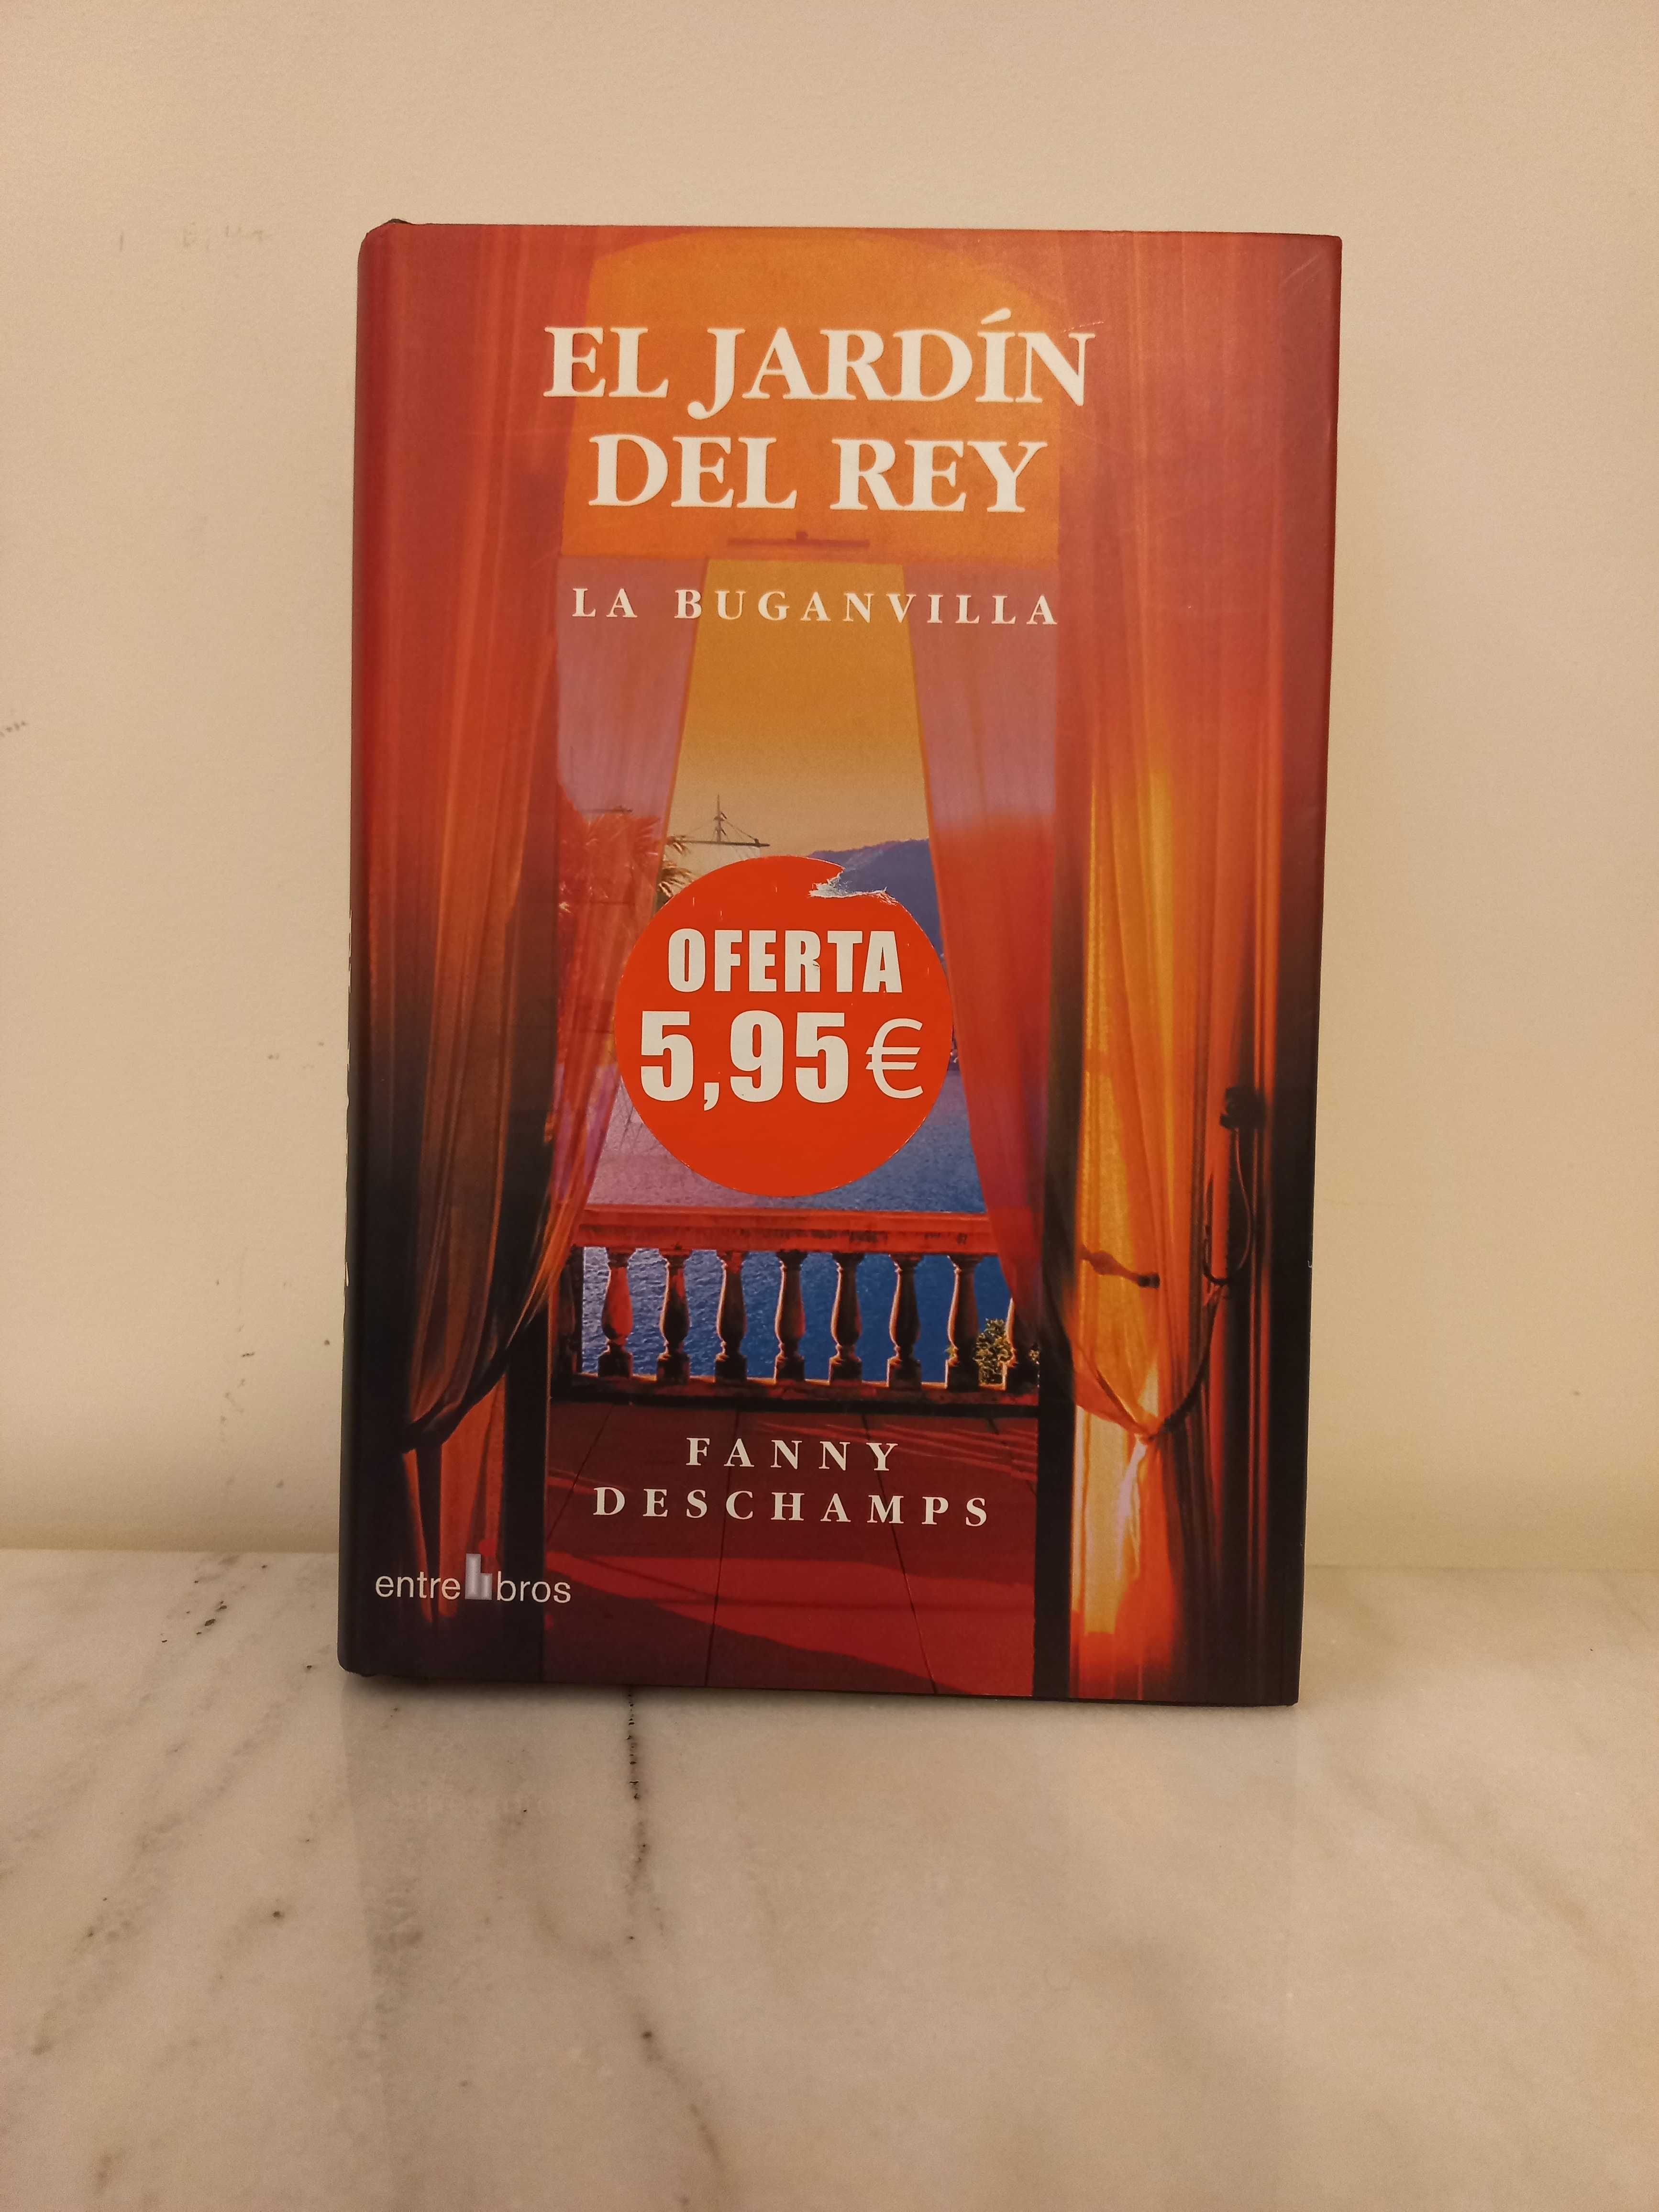 EL JARDÍN
DEL REY
LA BUGANVILLA
OFERTA
5,95 €
FANNY
DESCHAMPS
entrelibros